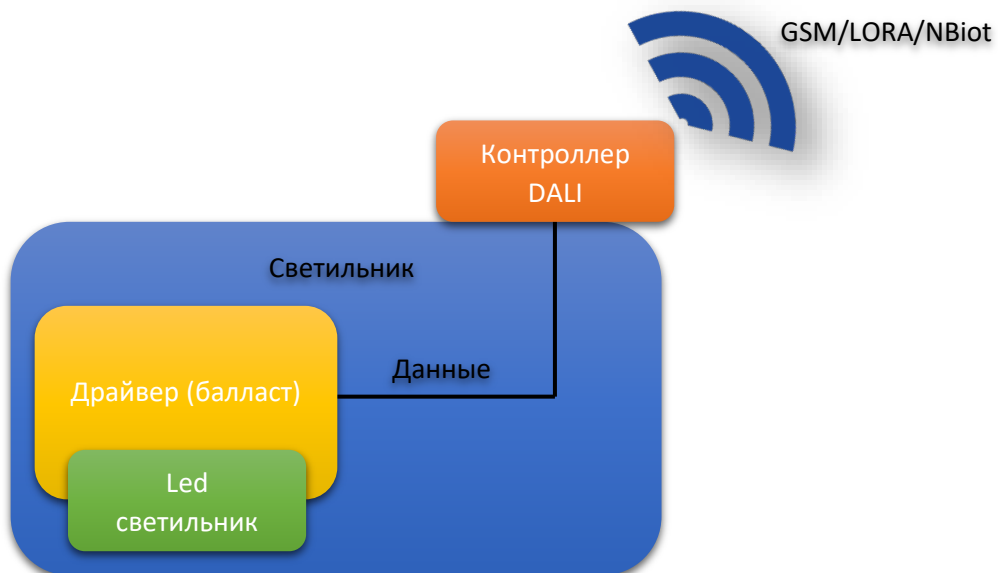 GSM/LORA/NBiot
Контроллер
DALI
Светильник
Данные
Драйвер (балласт)
Led
светильник